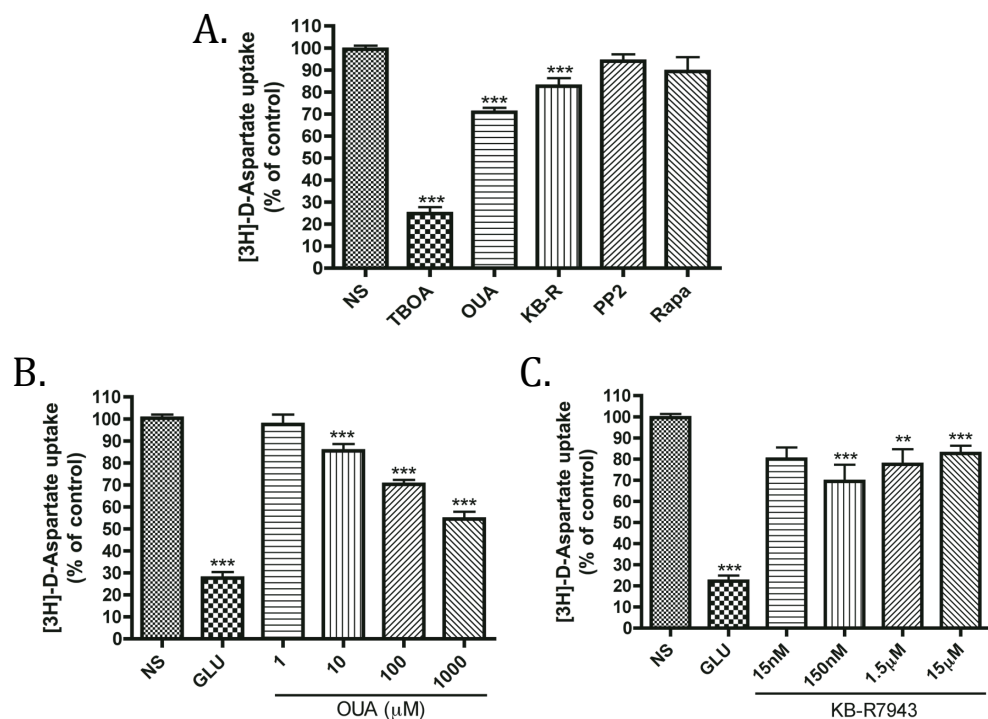 A.
[3H]-D-Aspartate uptake
(% of control)
110
100
90
80
70
60
50
40
30
20
10
0
***
***
***
NS
TBOA
OUA
KB-R
PP2
Rapa
B.
[3H]-D-Aspartate uptake
(% of control)
110
100
90
80
70
60
50
40
30
20
10
0
***
***
***
***
NS
GLU
1
10
100
1000
OUA (μM)
C.
[3H]-D-Aspartate uptake
(% of control)
110
100
90
80
70
60
50
40
30
20
10
0
***
***
**
***
NS
GLU
15nM
150nM
1.5μM
15μM
KB-R7943